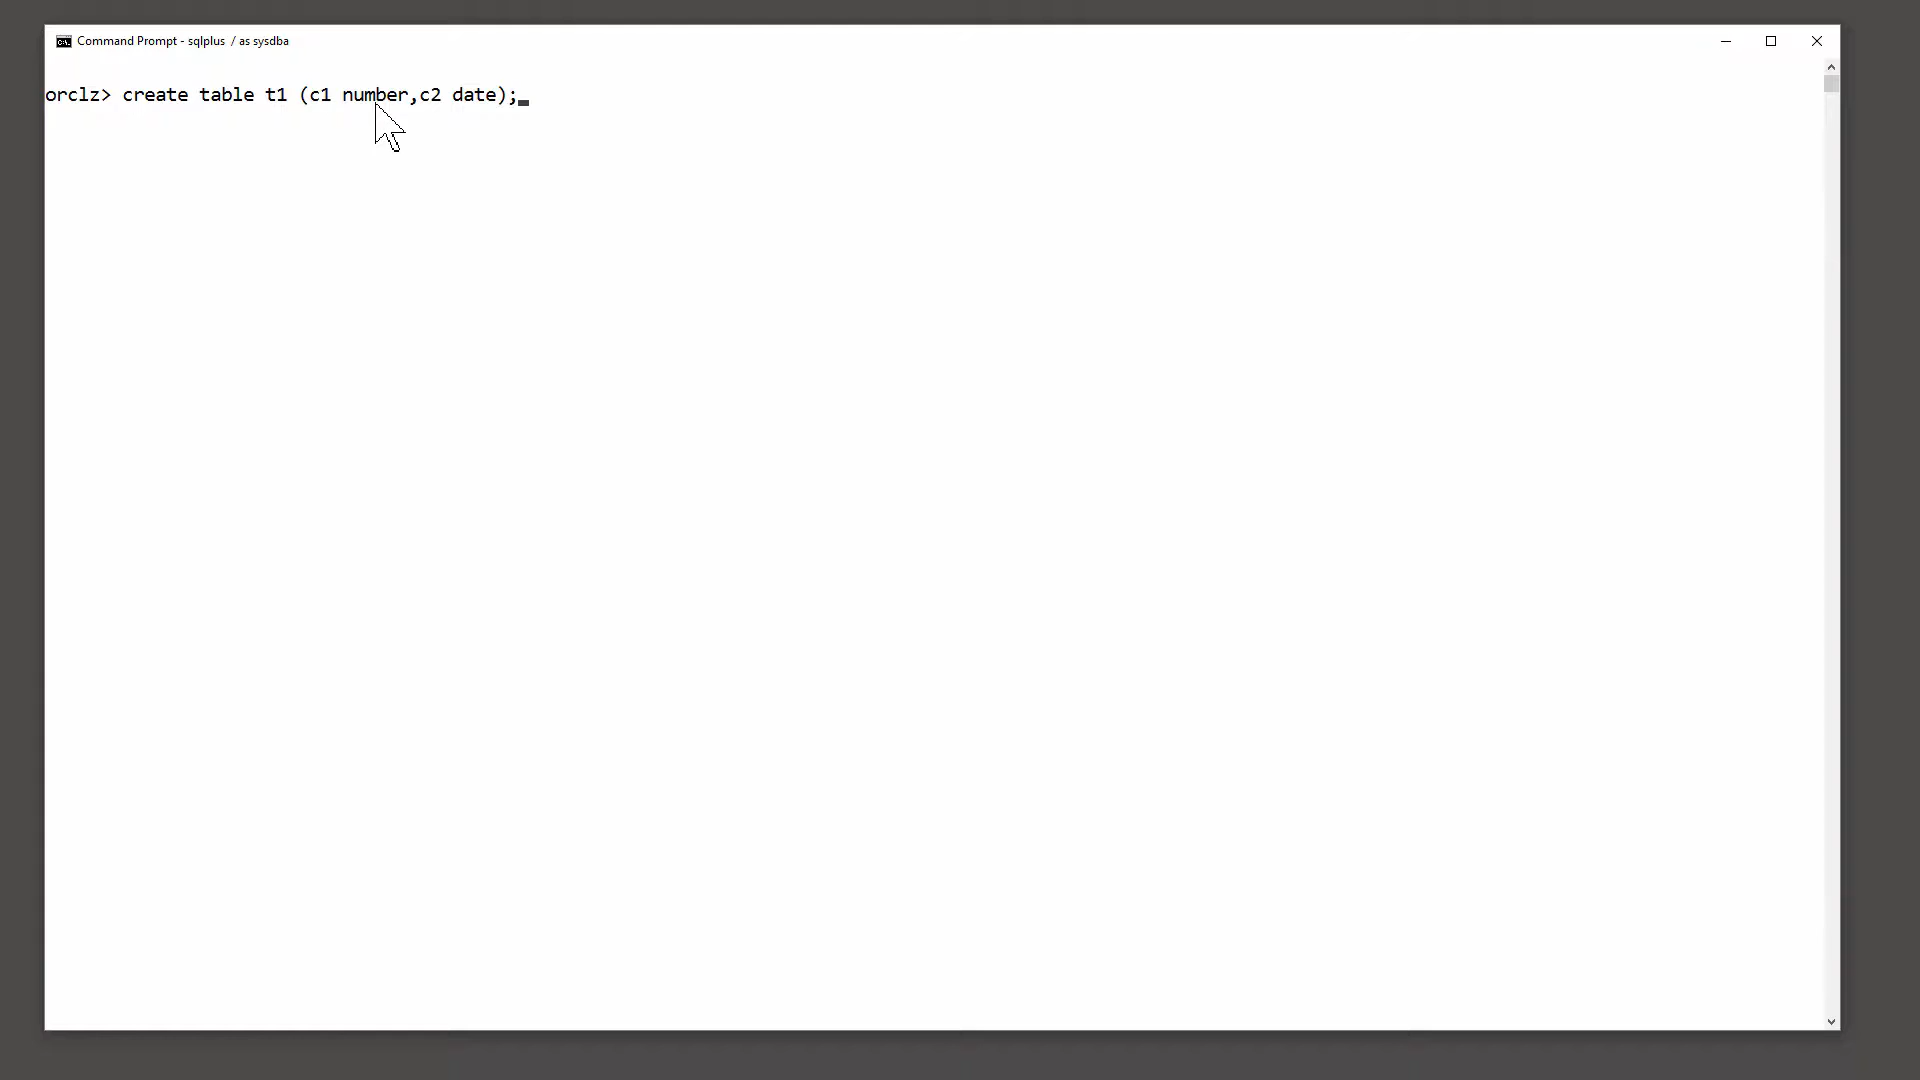 Command Prompt - sqlplus / as sysdba
orclz> create table t1 (c1 number,c2 date);